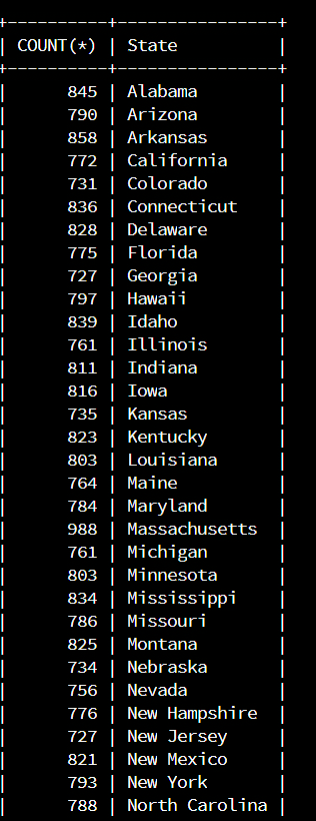 +-----------+----------------+
| COUNT(*) | State |
+-----------+----------------+
| 845 | Alabama |
| 790 | Arizona |
| 858 | Arkansas |
| 772 | California |
| 731 | Colorado |
| 836 | Connecticut |
| 828 | Delaware |
| 775 | Florida |
| 727 | Georgia |
| 797 | Hawaii |
| 839 | Idaho |
| 761 | Illinois |
| 811 | Indiana |
| 816 | Iowa |
| 735 | Kansas |
| 823 | Kentucky |
| 803 | Louisiana |
| 764 | Maine |
| 784 | Maryland |
| 988 | Massachusetts |
| 761 | Michigan |
| 803 | Minnesota |
| 834 | Mississippi |
| 786 | Missouri |
| 825 | Montana |
| 734 | Nebraska |
| 756 | Nevada |
| 776 | New Hampshire |
| 727 | New Jersey |
| 821 | New Mexico |
| 793 | New York |
| 788 | North Carolina |